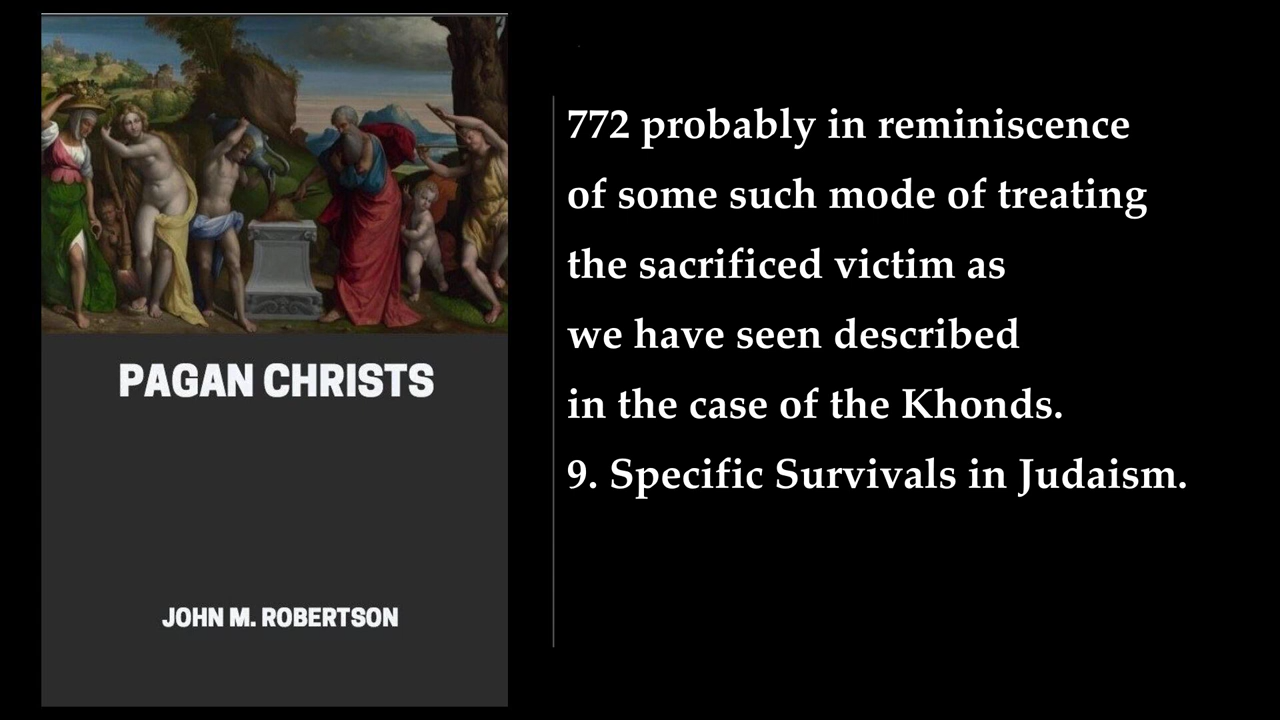 PAGAN CHRISTS
JOHN M. ROBERTSON
772 probably in reminiscence
of some such mode of treating
the sacrificed victim as
we have seen described
in the case of the Khonds.
9. Specific Survivals in Judaism.